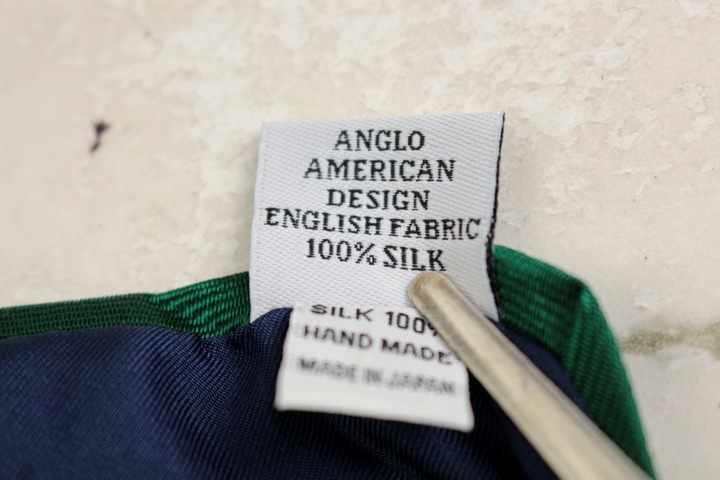 ANGLO
AMERICAN
DESIGN
ENGLISH FABRIC
100% SILK
SILK 100%
HAND MADE
MADE IN JAPAN